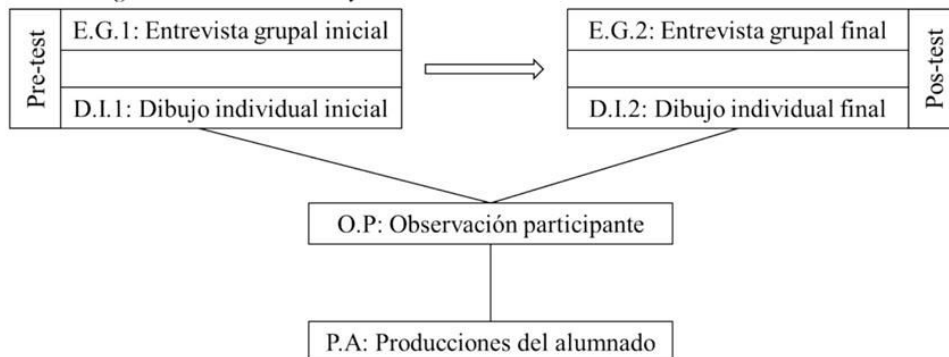 Pre-test
E.G.1: Entrevista grupal inicial
D.I.1: Dibujo individual inicial
E.G.2: Entrevista grupal final
D.I.2: Dibujo individual final
Pos-test
O.P: Observación participante
P.A: Producciones del alumnado